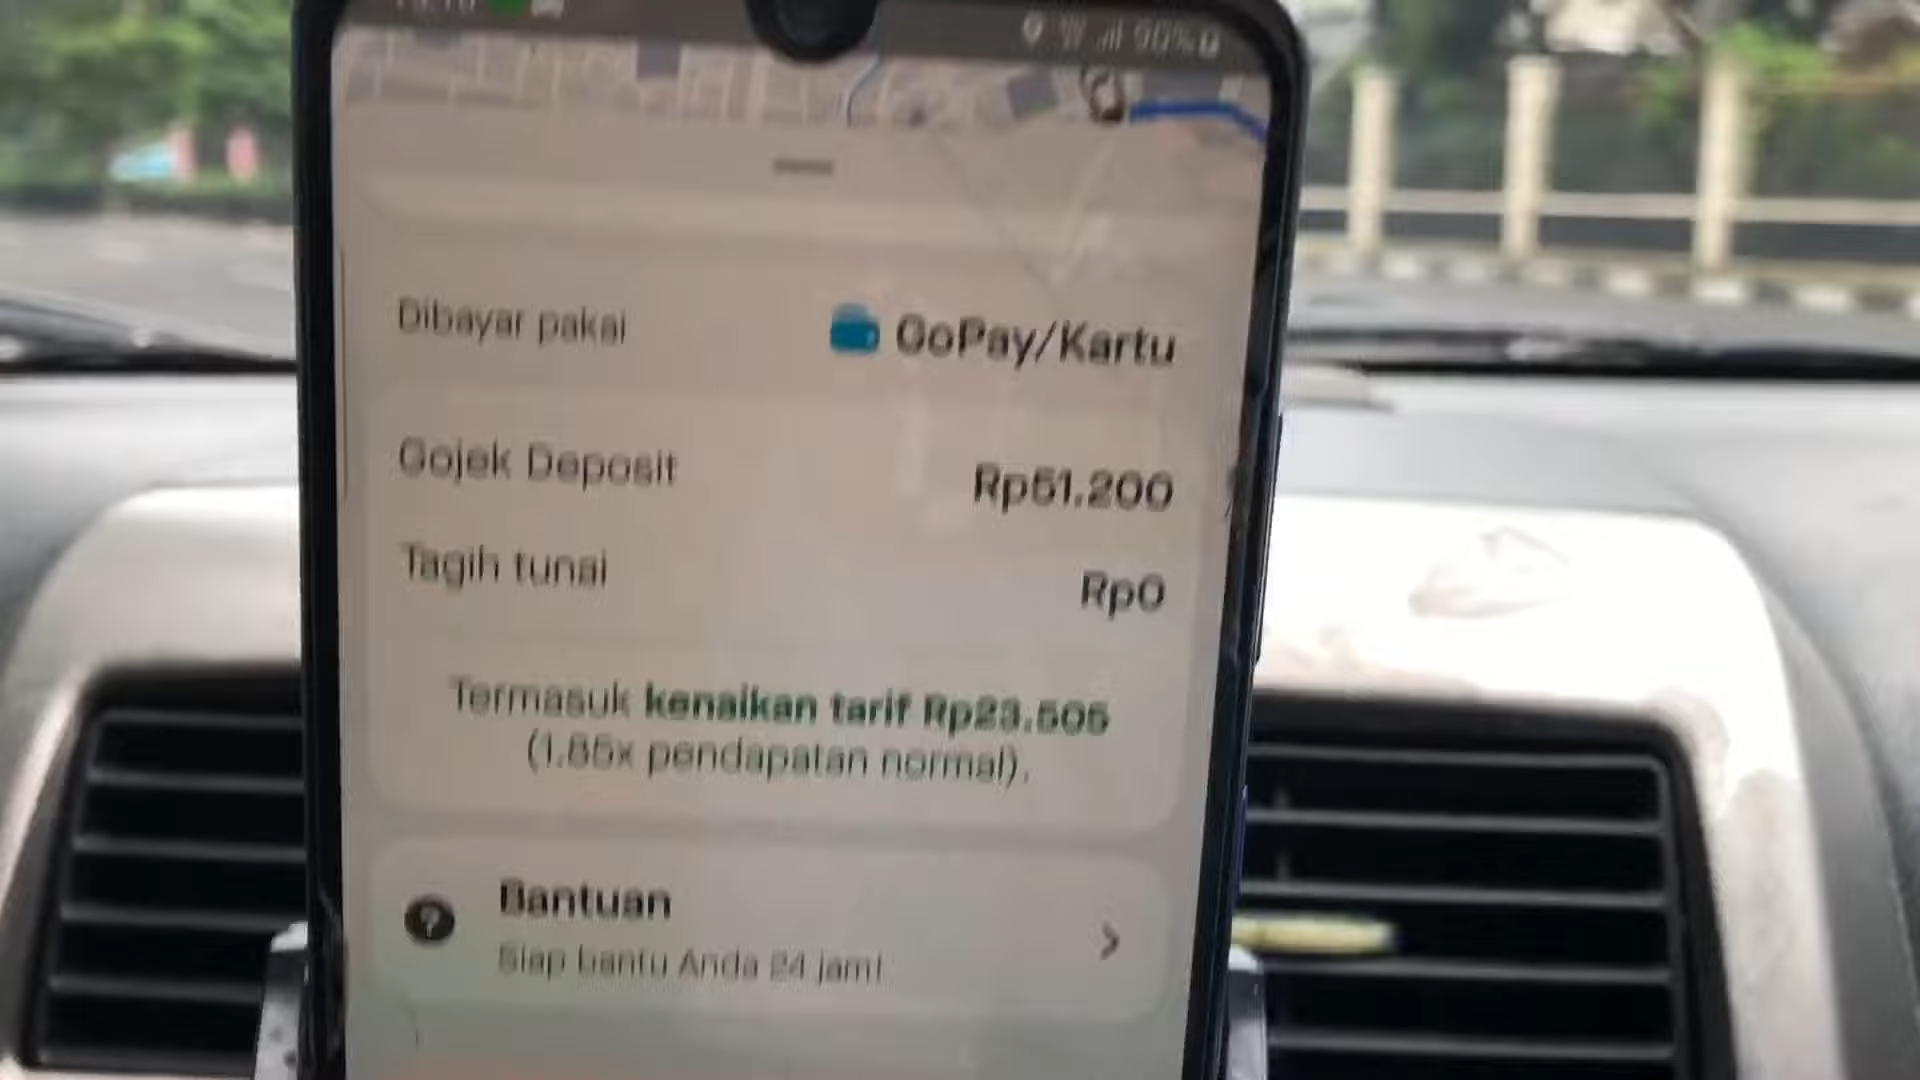 90%
Dibayar pakai GoPay/Kartu
Gojek Deposit Rp51.200
Tagih tunai Rp0
Termasuk kenaikan tarif Rp23.505
(1.85x pendapatan normal).
Bantuan
Siap bantu Anda 24 jam!